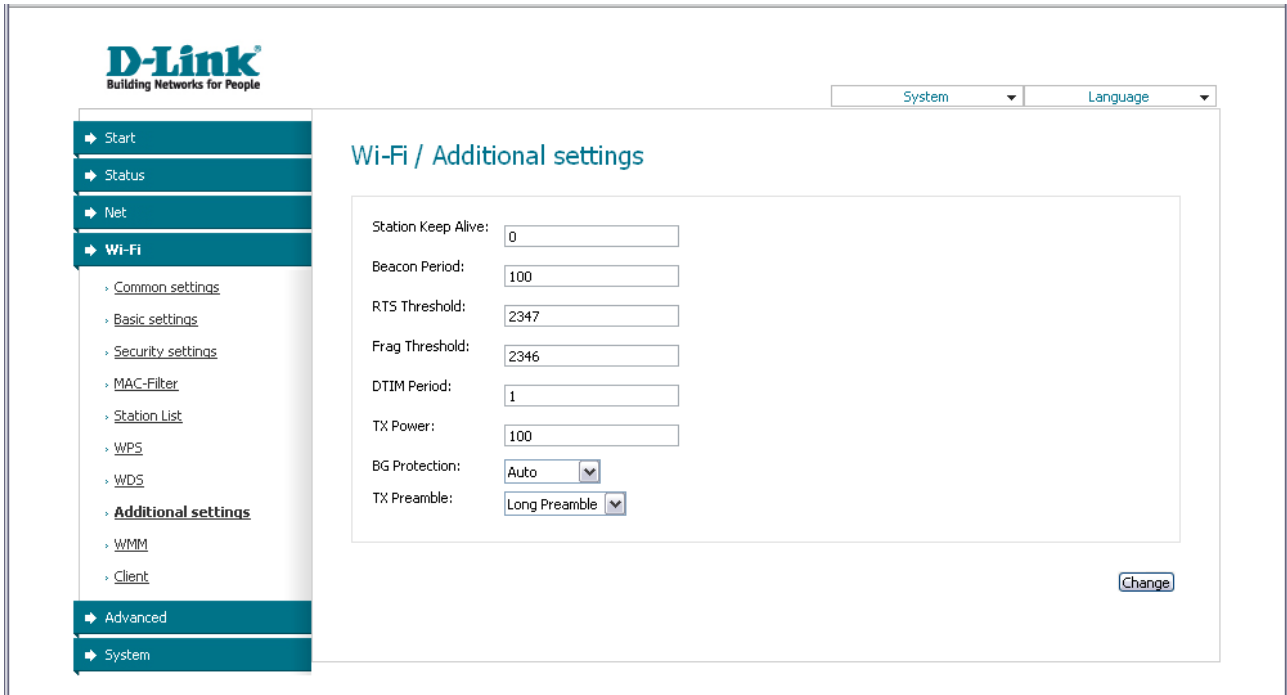 D-Link®
Building Networks for People
System
Language
Start
Status
Net
Wi-Fi
Common settings
Basic settings
Security settings
MAC-Filter
Station List
WPS
WDS
Additional settings
WMM
Client
Advanced
System
Wi-Fi / Additional settings
Station Keep Alive: 0
Beacon Period: 100
RTS Threshold: 2347
Frag Threshold: 2346
DTIM Period: 1
TX Power: 100
BG Protection: Auto
TX Preamble: Long Preamble
Change